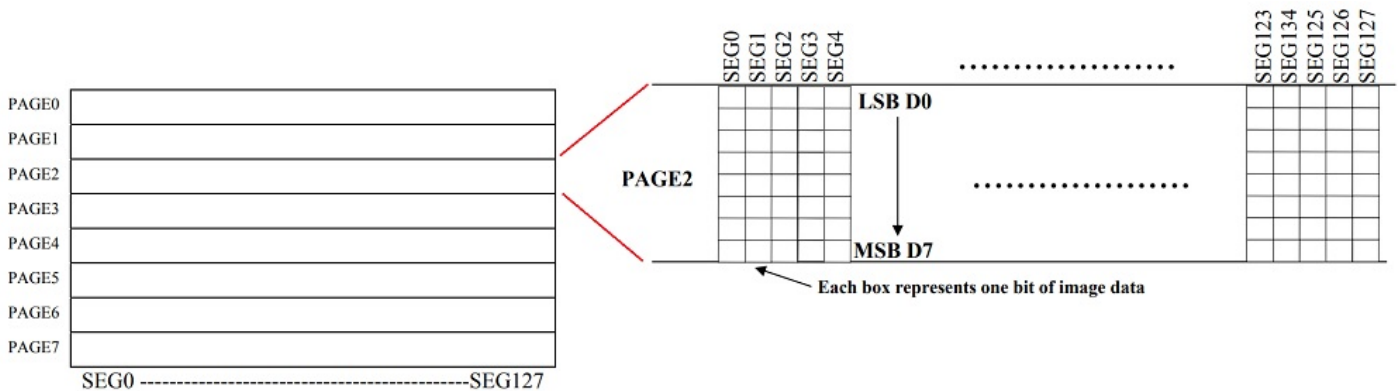 PAGE0
PAGE1
PAGE2
PAGE3
PAGE4
PAGE5
PAGE6
PAGE7
SEG0 ---------------------------------------------SEG127
SEG0
SEG1
SEG2
SEG3
SEG4
SEG123
SEG134
SEG125
SEG126
SEG127
LSB D0
PAGE2
MSB D7
Each box represents one bit of image data